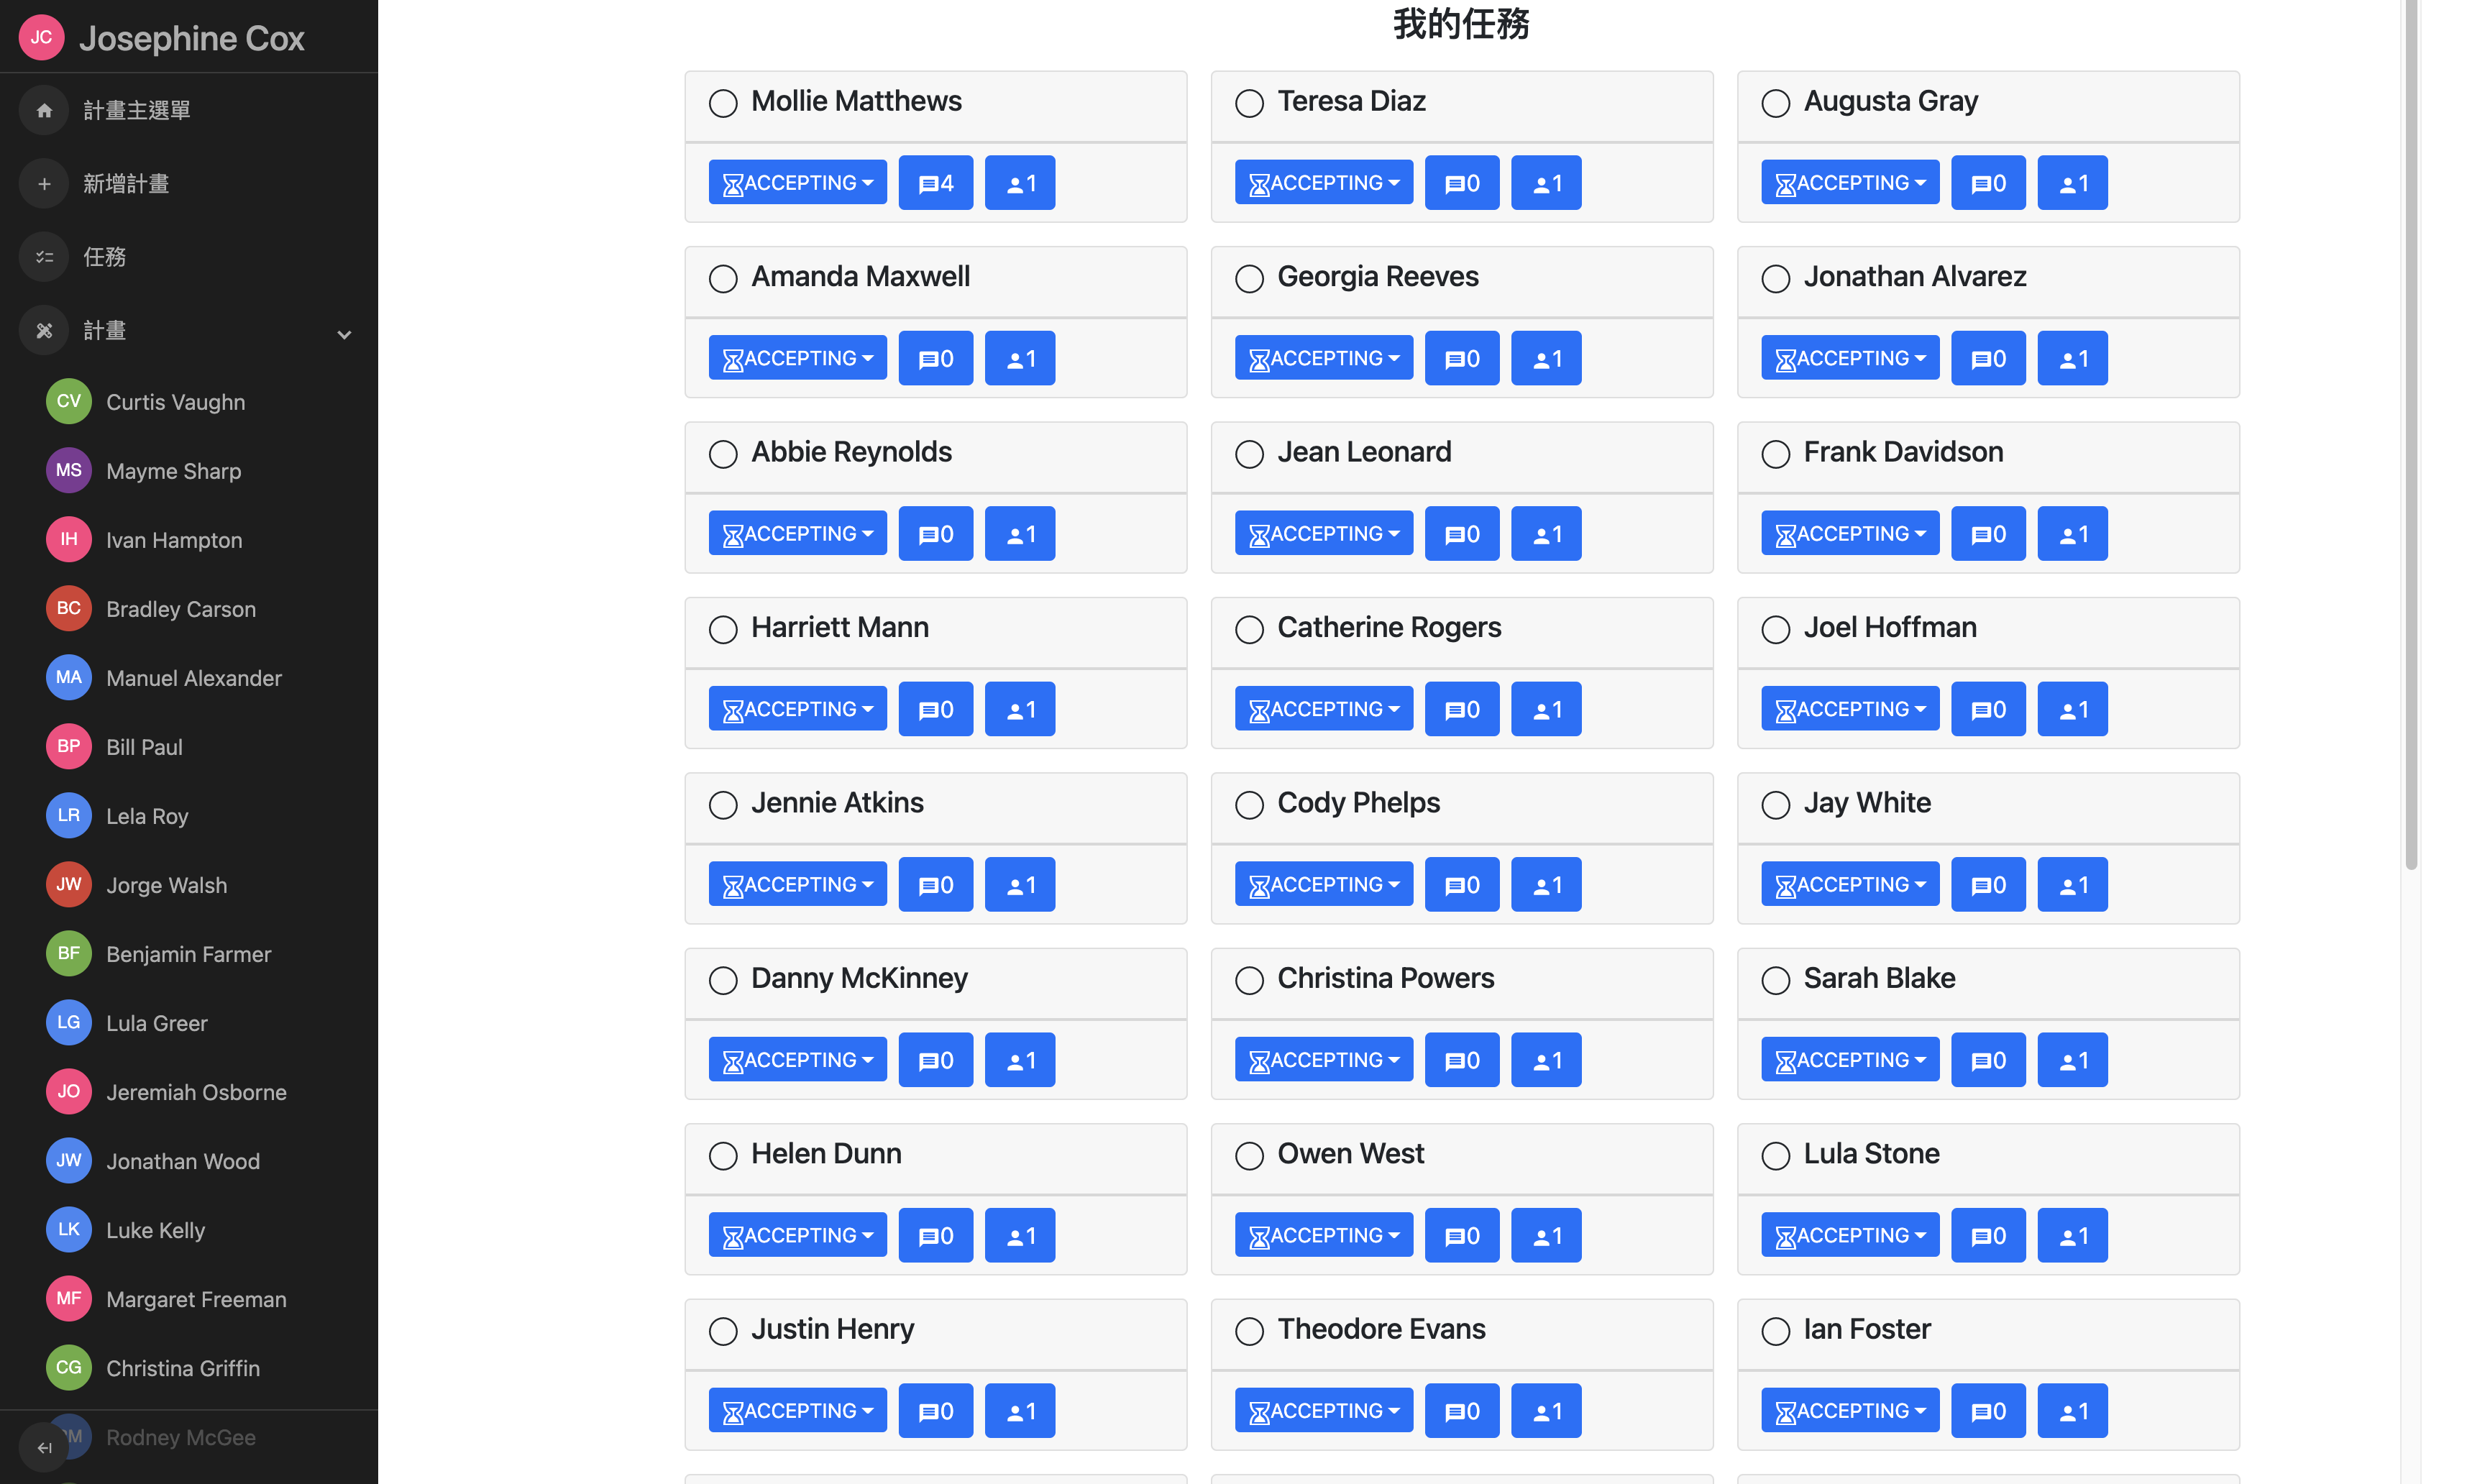 JC Josephine Cox
計畫主選單
新增計畫
任務
計畫
CV Curtis Vaughn
MS Mayme Sharp
IH Ivan Hampton
BC Bradley Carson
MA Manuel Alexander
BP Bill Paul
LR Lela Roy
JW Jorge Walsh
BF Benjamin Farmer
LG Lula Greer
JO Jeremiah Osborne
JW Jonathan Wood
LK Luke Kelly
MF Margaret Freeman
CG Christina Griffin
Rodney McGee
我的任務
Mollie Matthews
ACCEPTING 4 1
Teresa Diaz
ACCEPTING 0 1
Augusta Gray
ACCEPTING 0 1
Amanda Maxwell
ACCEPTING 0 1
Georgia Reeves
ACCEPTING 0 1
Jonathan Alvarez
ACCEPTING 0 1
Abbie Reynolds
ACCEPTING 0 1
Jean Leonard
ACCEPTING 0 1
Frank Davidson
ACCEPTING 0 1
Harriett Mann
ACCEPTING 0 1
Catherine Rogers
ACCEPTING 0 1
Joel Hoffman
ACCEPTING 0 1
Jennie Atkins
ACCEPTING 0 1
Cody Phelps
ACCEPTING 0 1
Jay White
ACCEPTING 0 1
Danny McKinney
ACCEPTING 0 1
Christina Powers
ACCEPTING 0 1
Sarah Blake
ACCEPTING 0 1
Helen Dunn
ACCEPTING 0 1
Owen West
ACCEPTING 0 1
Lula Stone
ACCEPTING 0 1
Justin Henry
ACCEPTING 0 1
Theodore Evans
ACCEPTING 0 1
Ian Foster
ACCEPTING 0 1